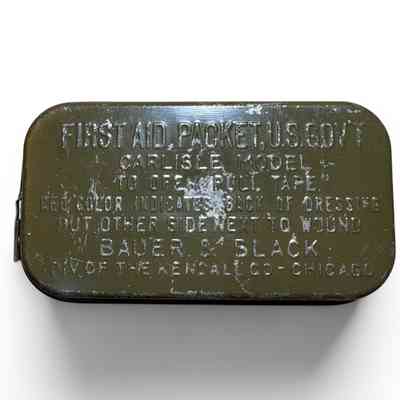 FIRST AID, PACKET, U.S. GOV'T
CARLISLE MODEL
"TO OPEN PULL TAPE"
RED COLOR INDICATES BACK OF DRESSING
PUT OTHER SIDE NEXT TO WOUND
BAUER & BLACK
DIV OF THE KENDALL CO-CHICAGO